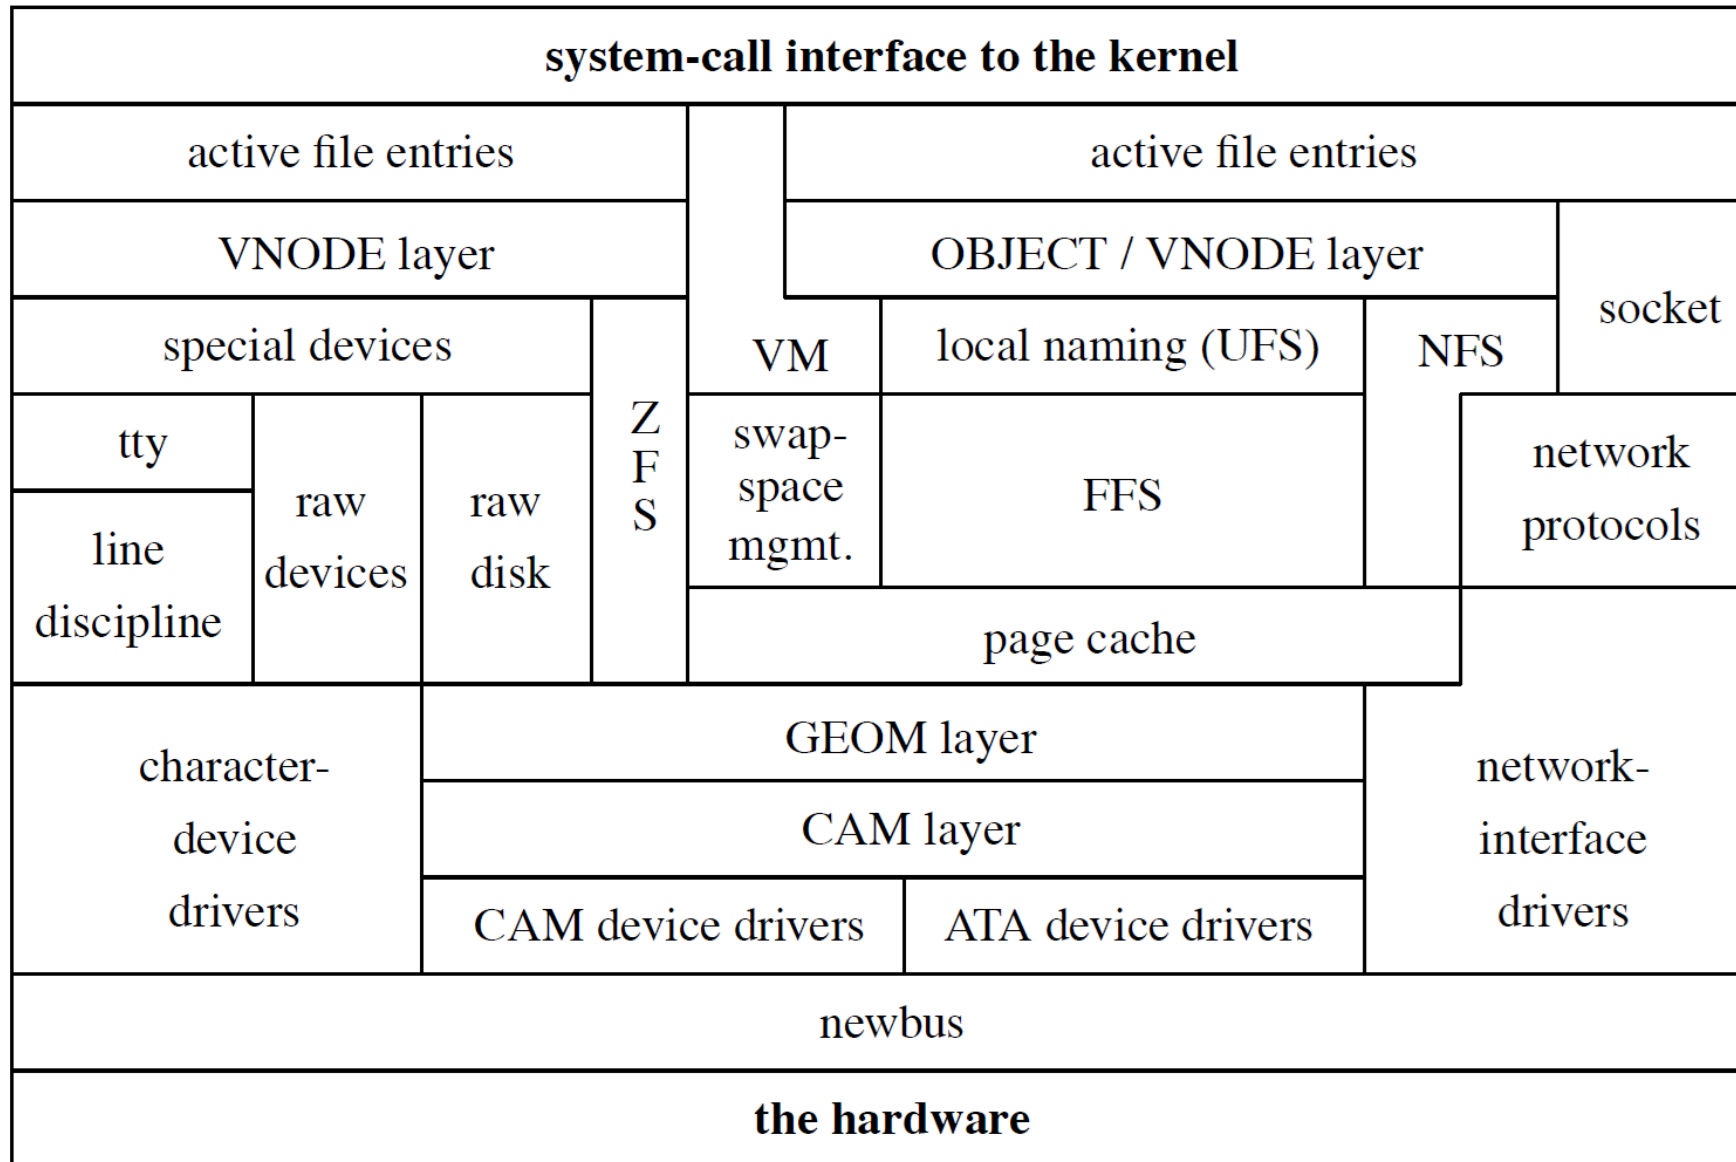 system-call interface to the kernel
active file entries
active file entries
VNODE layer
OBJECT / VNODE layer
socket
special devices
Z
F
S
VM
local naming (UFS)
NFS
tty
line
discipline
raw
devices
raw
disk
swap-
space
mgmt.
FFS
network
protocols
page cache
character-
device
drivers
GEOM layer
CAM layer
CAM device drivers
ATA device drivers
network-
interface
drivers
newbus
the hardware